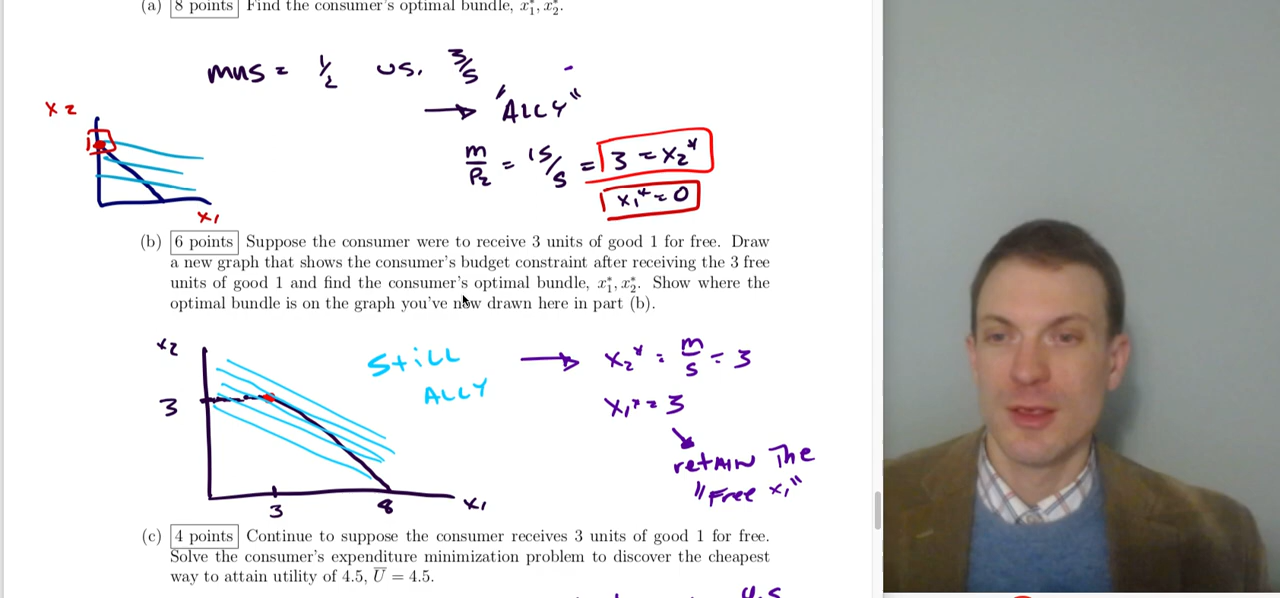 (a) 8 points Find the consumer's optimal bundle, x₁*, x₂*.
MRS = 1/2 vs. 3/5
→ "ALLY"
x2
m/P₂ = 15/5 = 3 = x₂*
x₁* = 0
x1
(b) 6 points Suppose the consumer were to receive 3 units of good 1 for free. Draw
a new graph that shows the consumer's budget constraint after receiving the 3 free
units of good 1 and find the consumer's optimal bundle, x₁*, x₂*. Show where the
optimal bundle is on the graph you've now drawn here in part (b).
x2
STILL
ALLY
→ x₂* = m/5 = 3
3
x₁* = 3
retain The
"Free x₁"
3 8 x1
(c) 4 points Continue to suppose the consumer receives 3 units of good 1 for free.
Solve the consumer's expenditure minimization problem to discover the cheapest
way to attain utility of 4.5, U̅ = 4.5.